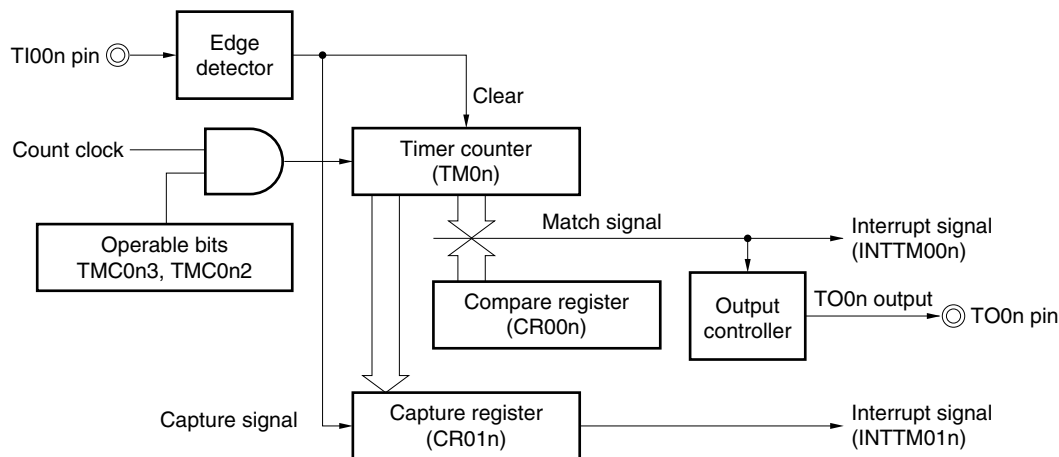 TI00n pin
Edge
detector
Clear
Count clock
Timer counter
(TM0n)
Operable bits
TMC0n3, TMC0n2
Match signal
Interrupt signal
(INTTM00n)
Compare register
(CR00n)
Output
controller
TO0n output
TO0n pin
Capture signal
Capture register
(CR01n)
Interrupt signal
(INTTM01n)